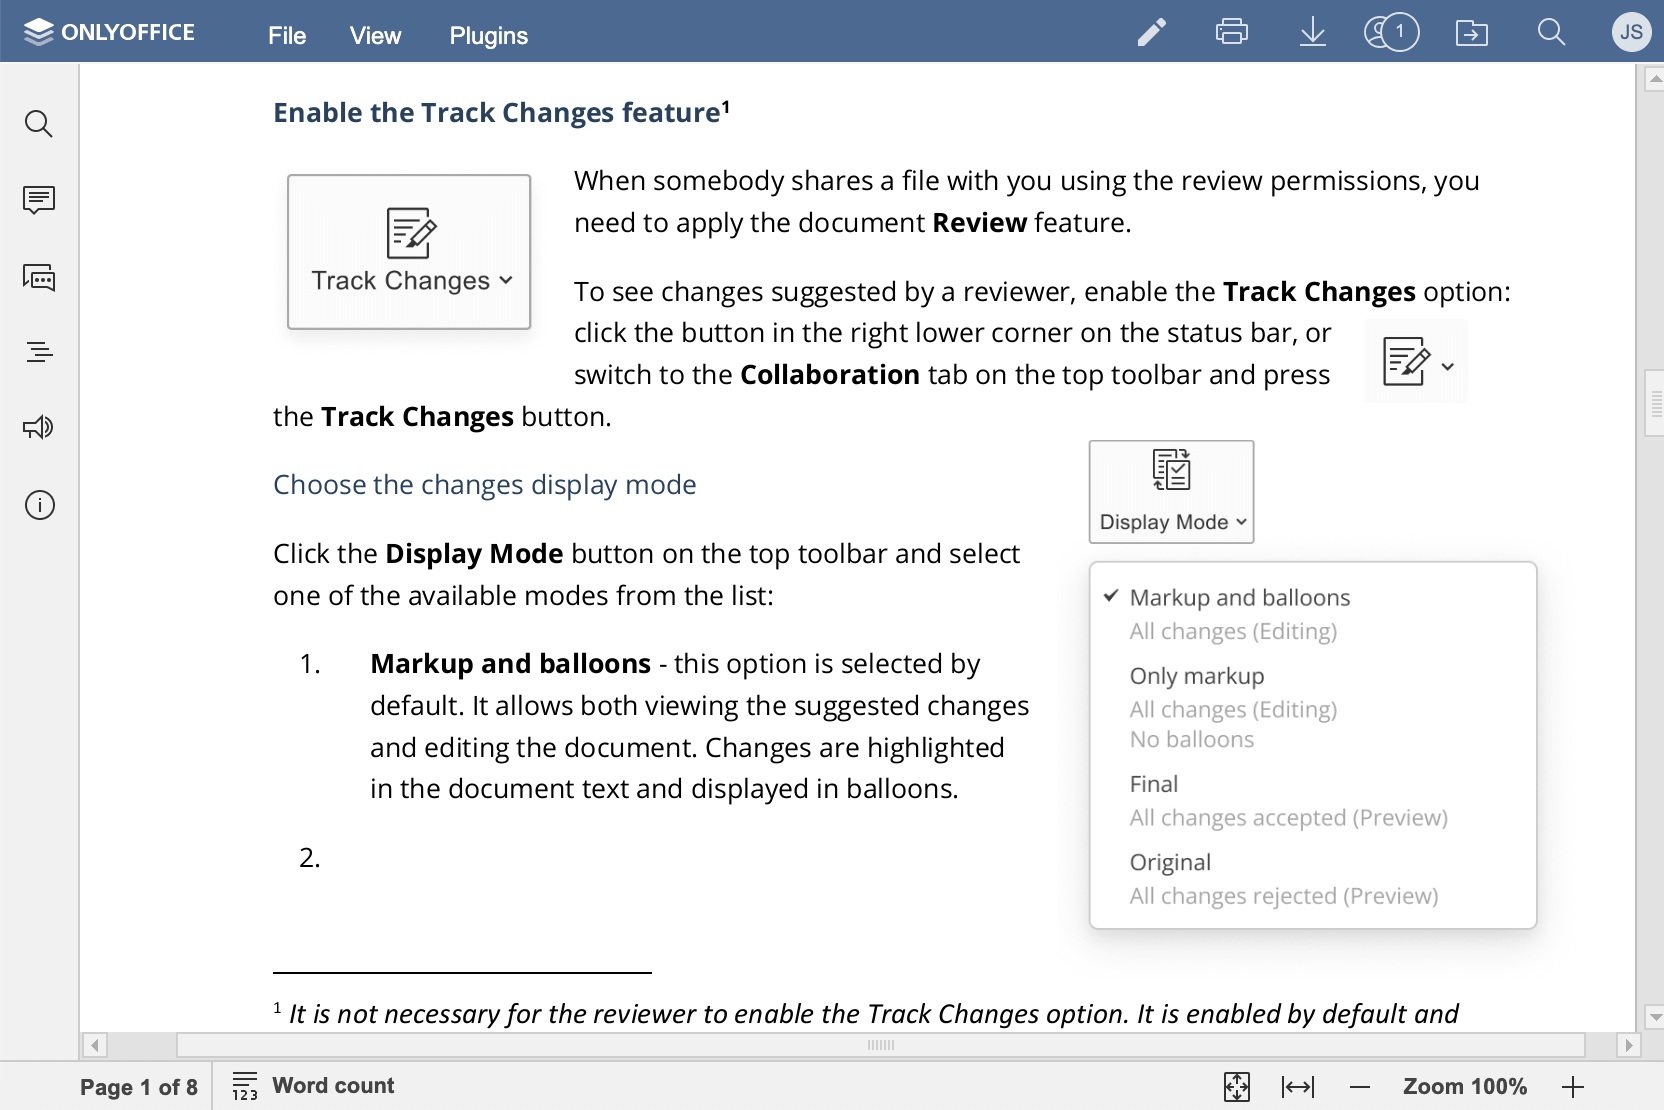 ONLYOFFICE File View Plugins 1 JS
Enable the Track Changes feature¹
Track Changes
When somebody shares a file with you using the review permissions, you
need to apply the document Review feature.
To see changes suggested by a reviewer, enable the Track Changes option:
click the button in the right lower corner on the status bar, or
switch to the Collaboration tab on the top toolbar and press
the Track Changes button.
Choose the changes display mode
Click the Display Mode button on the top toolbar and select
one of the available modes from the list:
1. Markup and balloons - this option is selected by
default. It allows both viewing the suggested changes
and editing the document. Changes are highlighted
in the document text and displayed in balloons.
2.
Display Mode
Markup and balloons
All changes (Editing)
Only markup
All changes (Editing)
No balloons
Final
All changes accepted (Preview)
Original
All changes rejected (Preview)
¹ It is not necessary for the reviewer to enable the Track Changes option. It is enabled by default and
Page 1 of 8 123 Word count Zoom 100%